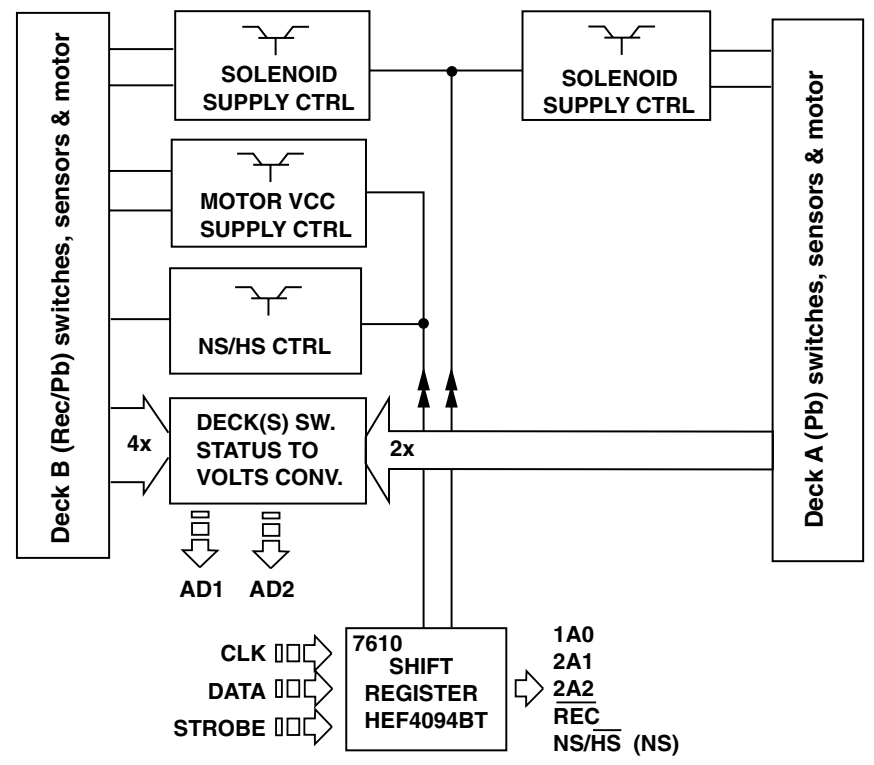 Deck B (Rec/Pb) switches, sensors & motor
SOLENOID
SUPPLY CTRL
SOLENOID
SUPPLY CTRL
Deck A (Pb) switches, sensors & motor
MOTOR VCC
SUPPLY CTRL
NS/HS CTRL
4x
DECK(S) SW.
STATUS TO
VOLTS CONV.
2x
AD1
AD2
CLK
DATA
STROBE
7610
SHIFT
REGISTER
HEF4094BT
1A0
2A1
2A2
R̅E̅C̅
NS/H̅S̅ (NS)